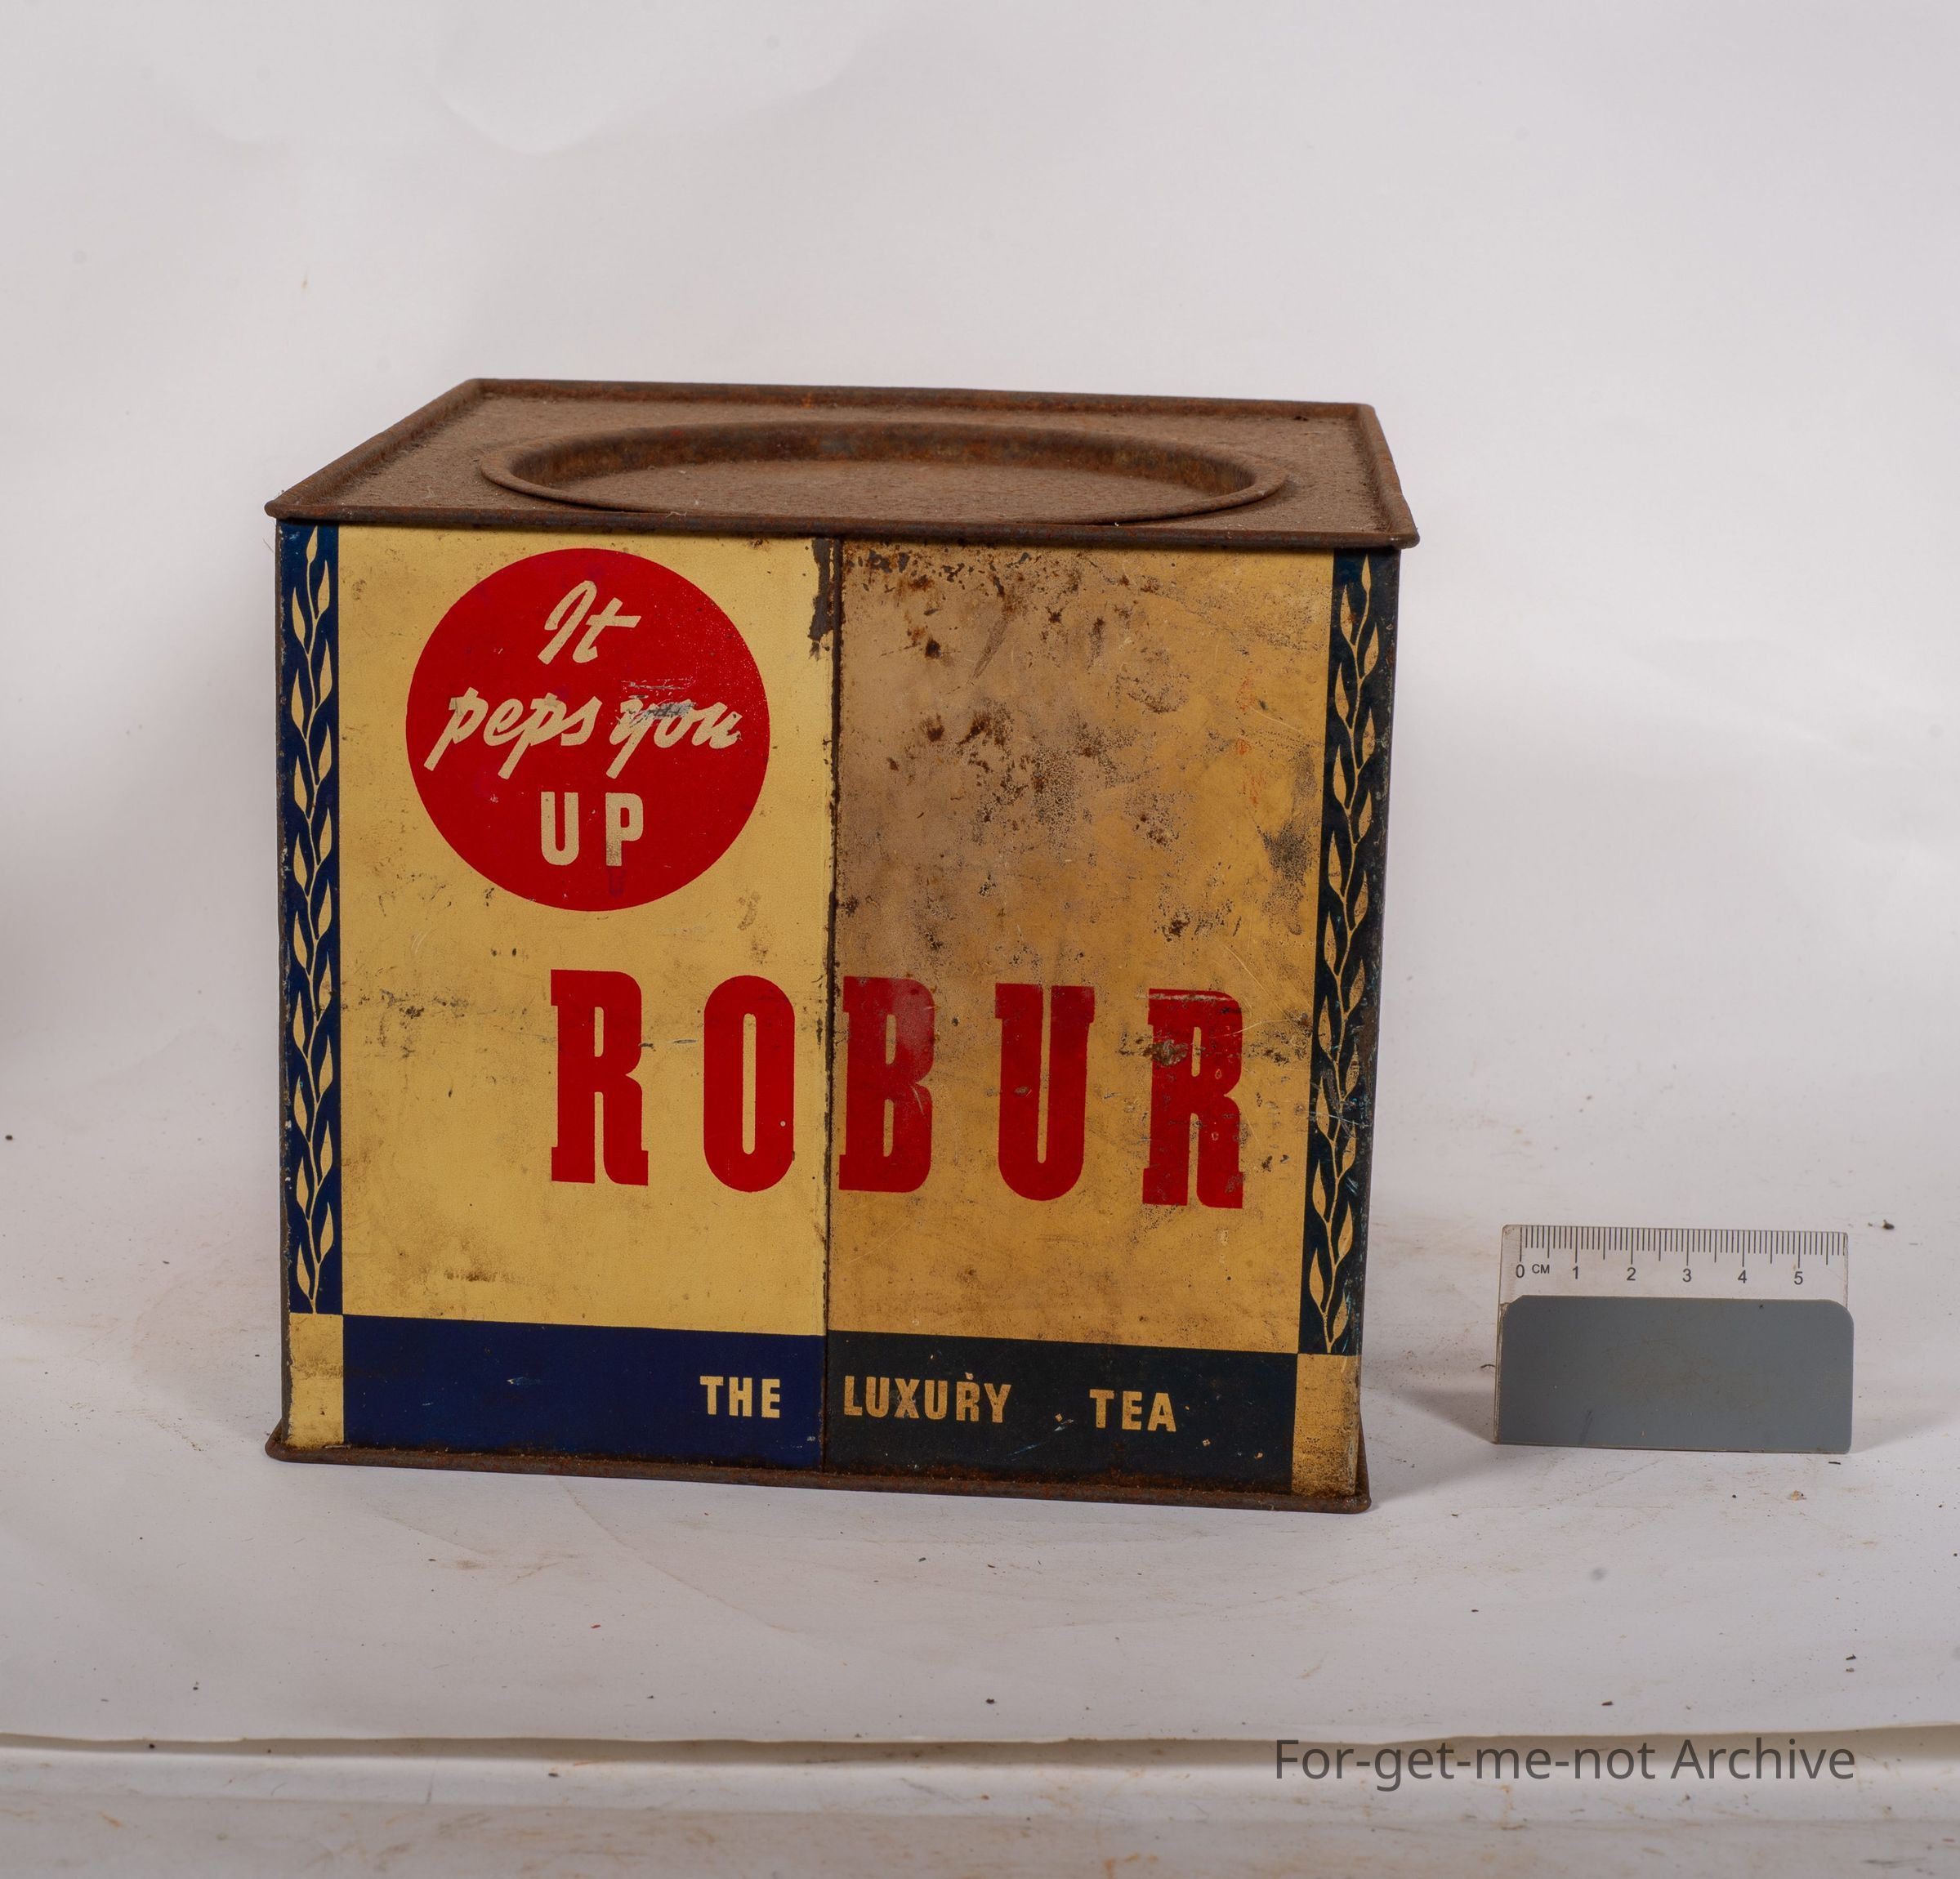 It
peps you
UP
ROBUR
THE LUXURY TEA
0 CM 1 2 3 4 5
For-get-me-not Archive